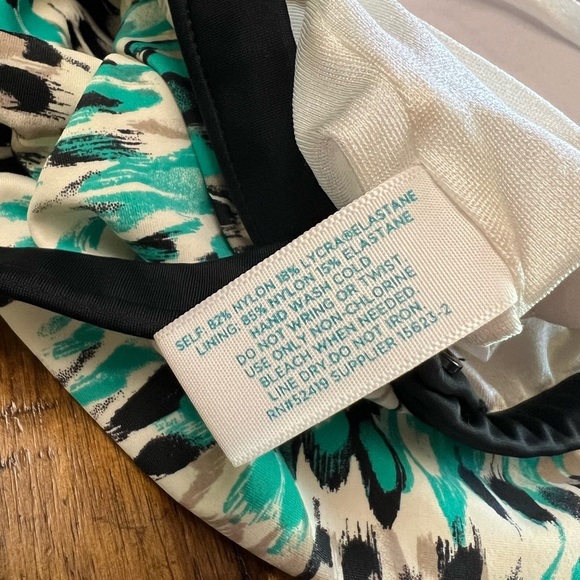 SELF: 82% NYLON 18% LYCRA®ELASTANE
LINING: 85% NYLON 15% ELASTANE
HAND WASH COLD
DO NOT WRING OR TWIST
USE ONLY NON-CHLORINE
BLEACH WHEN NEEDED.
LINE DRY DO NOT IRON.
RN#52419 SUPPLIER 15623-2